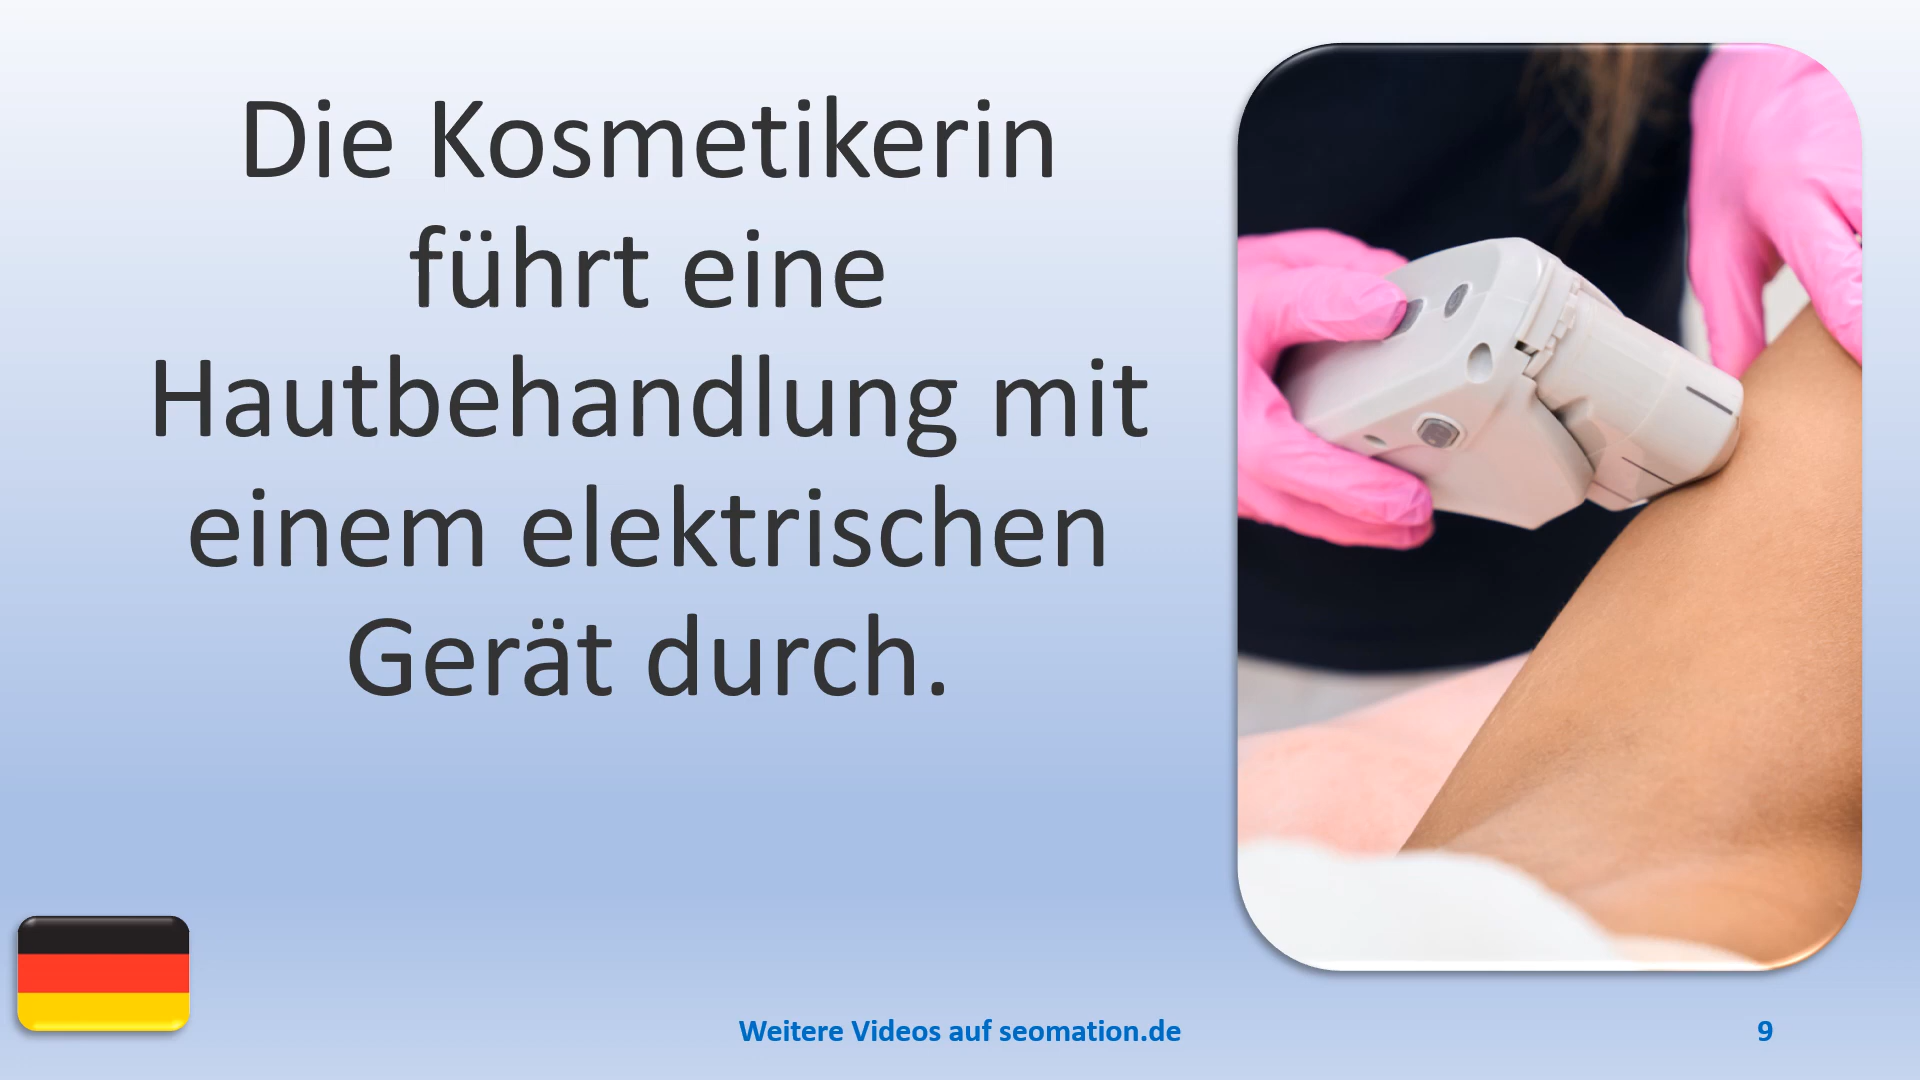 Die Kosmetikerin
führt eine
Hautbehandlung mit
einem elektrischen
Gerät durch.
Weitere Videos auf seomation.de
9